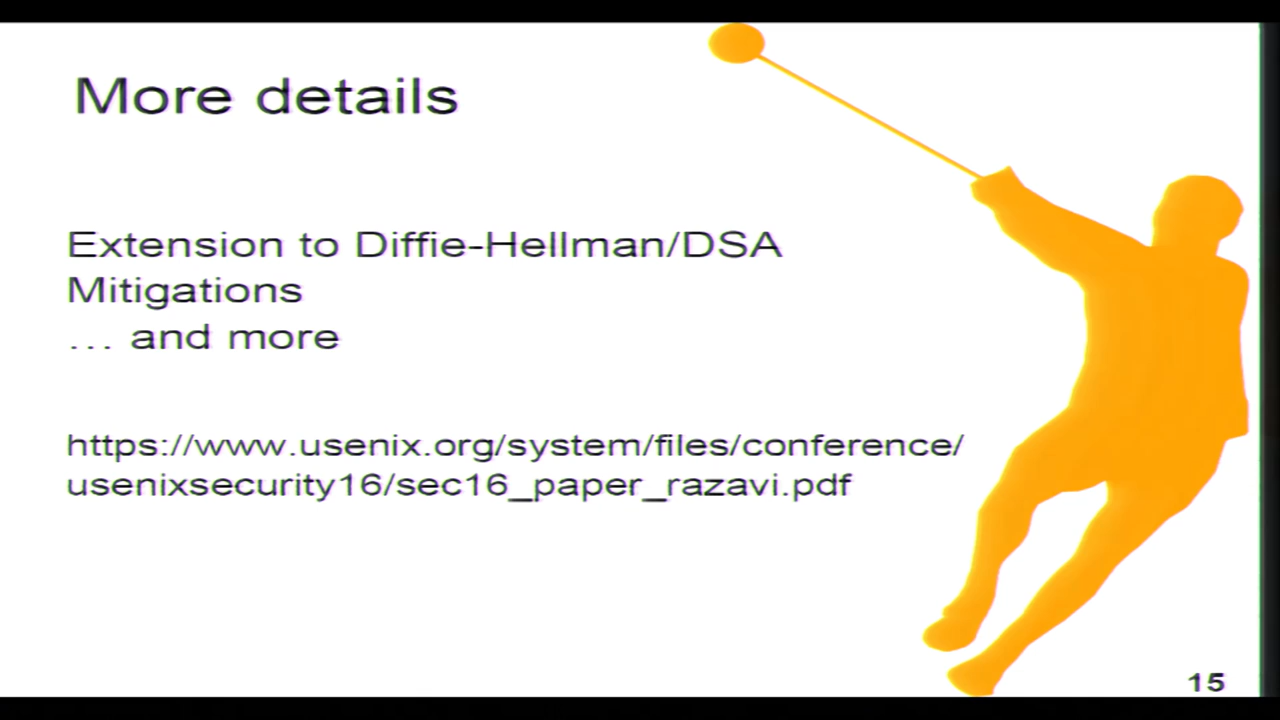 More details
Extension to Diffie-Hellman/DSA
Mitigations
… and more
https://www.usenix.org/system/files/conference/
usenixsecurity16/sec16_paper_razavi.pdf
15